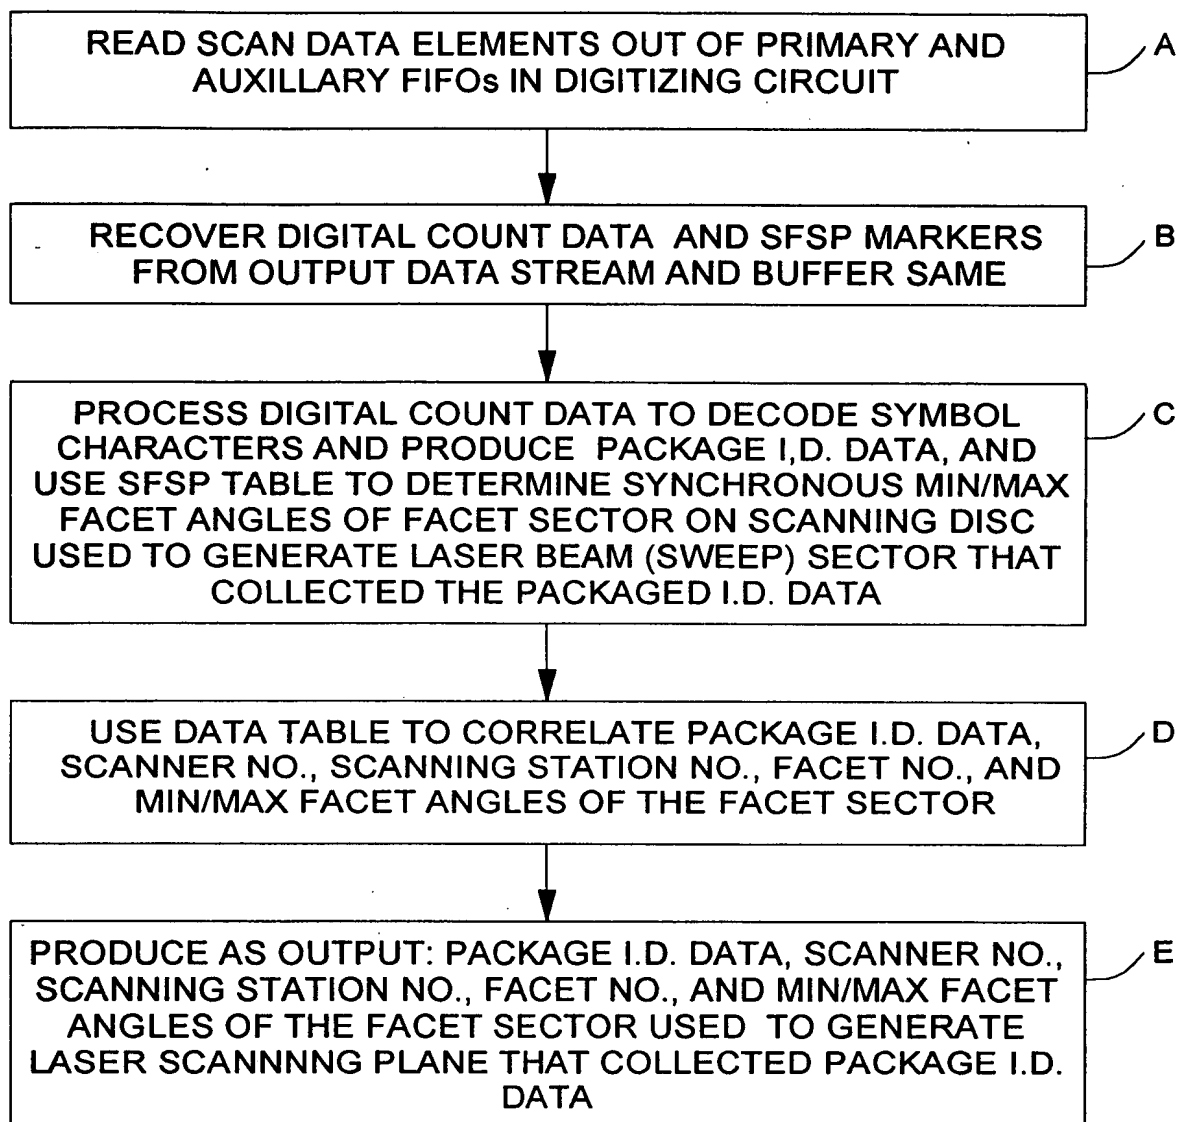 READ SCAN DATA ELEMENTS OUT OF PRIMARY AND
AUXILLARY FIFOs IN DIGITIZING CIRCUIT
A
RECOVER DIGITAL COUNT DATA AND SFSP MARKERS
FROM OUTPUT DATA STREAM AND BUFFER SAME
B
PROCESS DIGITAL COUNT DATA TO DECODE SYMBOL
CHARACTERS AND PRODUCE PACKAGE I,D. DATA, AND
USE SFSP TABLE TO DETERMINE SYNCHRONOUS MIN/MAX
FACET ANGLES OF FACET SECTOR ON SCANNING DISC
USED TO GENERATE LASER BEAM (SWEEP) SECTOR THAT
COLLECTED THE PACKAGED I.D. DATA
C
USE DATA TABLE TO CORRELATE PACKAGE I.D. DATA,
SCANNER NO., SCANNING STATION NO., FACET NO., AND
MIN/MAX FACET ANGLES OF THE FACET SECTOR
D
PRODUCE AS OUTPUT: PACKAGE I.D. DATA, SCANNER NO.,
SCANNING STATION NO., FACET NO., AND MIN/MAX FACET
ANGLES OF THE FACET SECTOR USED TO GENERATE
LASER SCANNNNG PLANE THAT COLLECTED PACKAGE I.D.
DATA
E